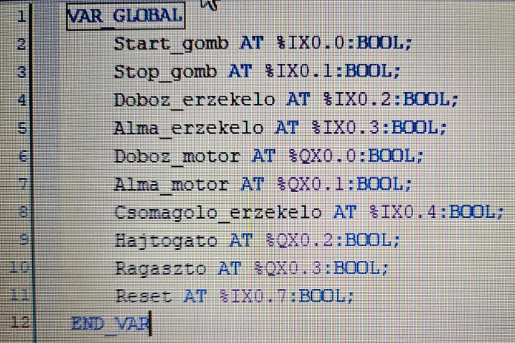 1 VAR_GLOBAL
2 Start_gomb AT %IX0.0:BOOL;
3 Stop_gomb AT %IX0.1:BOOL;
4 Doboz_erzekelo AT %IX0.2:BOOL;
5 Alma_erzekelo AT %IX0.3:BOOL;
6 Doboz_motor AT %QX0.0:BOOL;
7 Alma_motor AT %QX0.1:BOOL;
8 Csomagolo_erzekelo AT %IX0.4:BOOL;
9 Hajtogato AT %QX0.2:BOOL;
10 Ragaszto AT %QX0.3:BOOL;
11 Reset AT %IX0.7:BOOL;
12 END_VAR